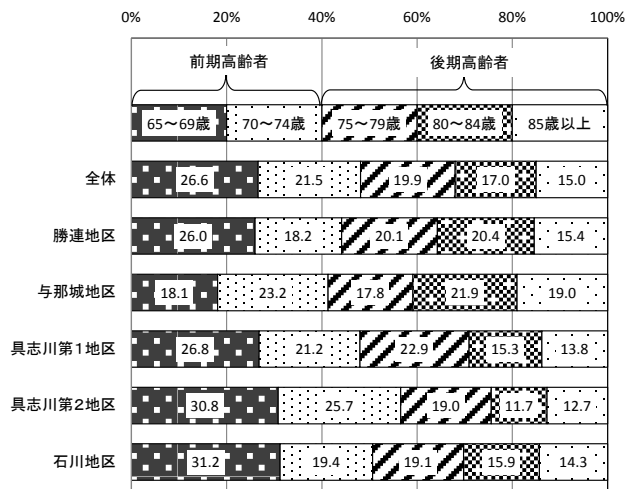 0% 20% 40% 60% 80% 100%
前期高齢者 後期高齢者
65～69歳 70～74歳 75～79歳 80～84歳 85歳以上
全体 26.6 21.5 19.9 17.0 15.0
勝連地区 26.0 18.2 20.1 20.4 15.4
与那城地区 18.1 23.2 17.8 21.9 19.0
具志川第1地区 26.8 21.2 22.9 15.3 13.8
具志川第2地区 30.8 25.7 19.0 11.7 12.7
石川地区 31.2 19.4 19.1 15.9 14.3